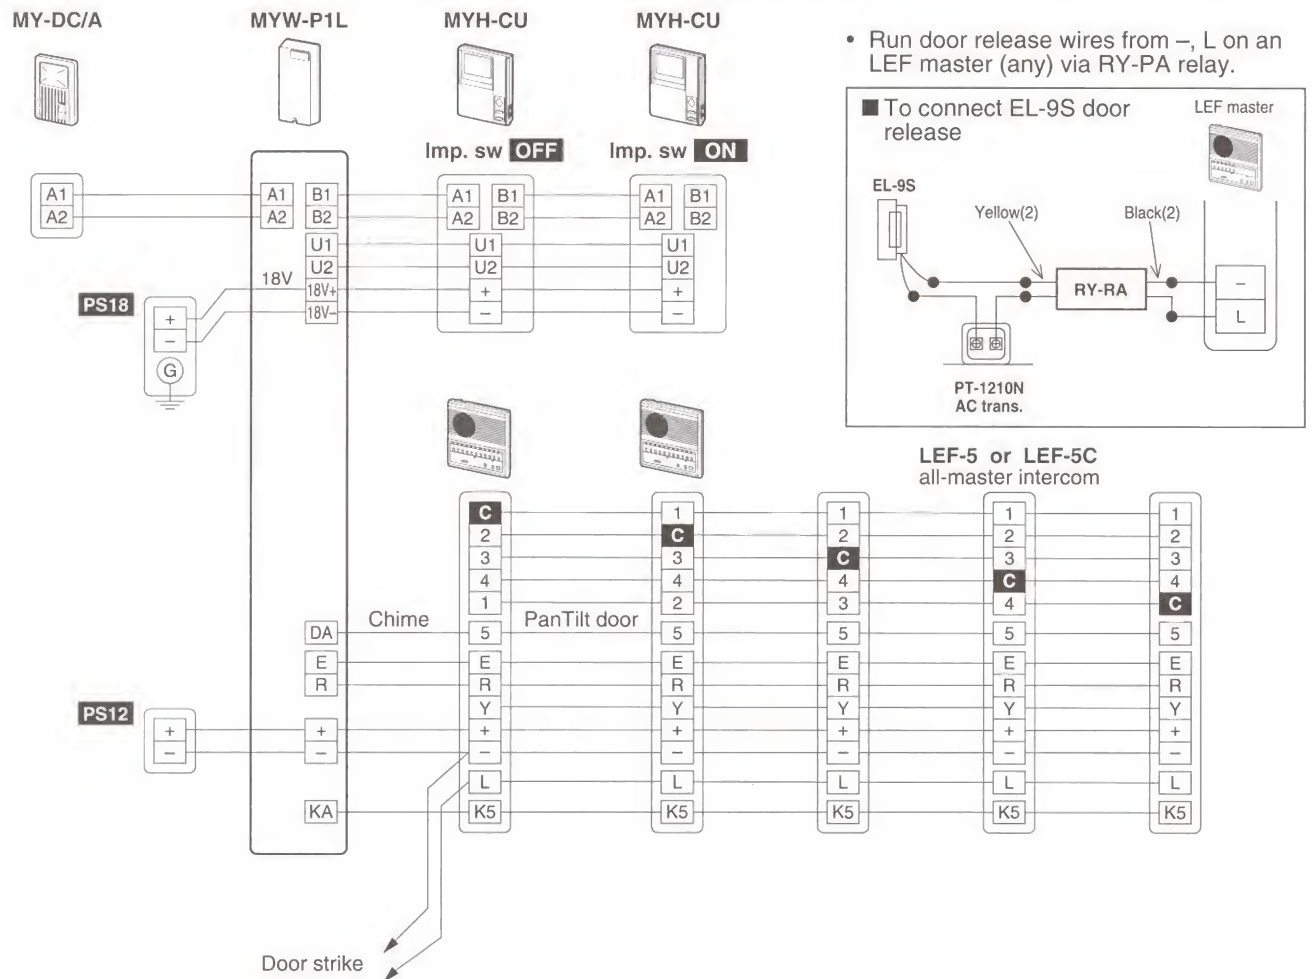 MY-DC/A MYW-P1L MYH-CU MYH-CU
• Run door release wires from –, L on an
LEF master (any) via RY-PA relay.
■ To connect EL-9S door
release
LEF master
EL-9S
Yellow(2) Black(2)
RY-RA
–
L
PT-1210N
AC trans.
Imp. sw OFF Imp. sw ON
A1 A1 B1 A1 B1 A1 B1
A2 A2 B2 A2 B2 A2 B2
U1 U1 U1
U2 U2 U2
18V
18V+ + +
18V– – –
PS18
+
–
G
LEF-5 or LEF-5C
all-master intercom
C 1 1 1 1
2 C 2 2 2
3 3 C 3 3
4 4 4 C 4
1 2 3 4 C
Chime PanTilt door
DA 5 5 5 5 5
E E E E E E
R R R R R R
Y Y Y Y Y
PS12
+ + + + + + +
– – – – – – –
L L L L L
KA K5 K5 K5 K5 K5
Door strike